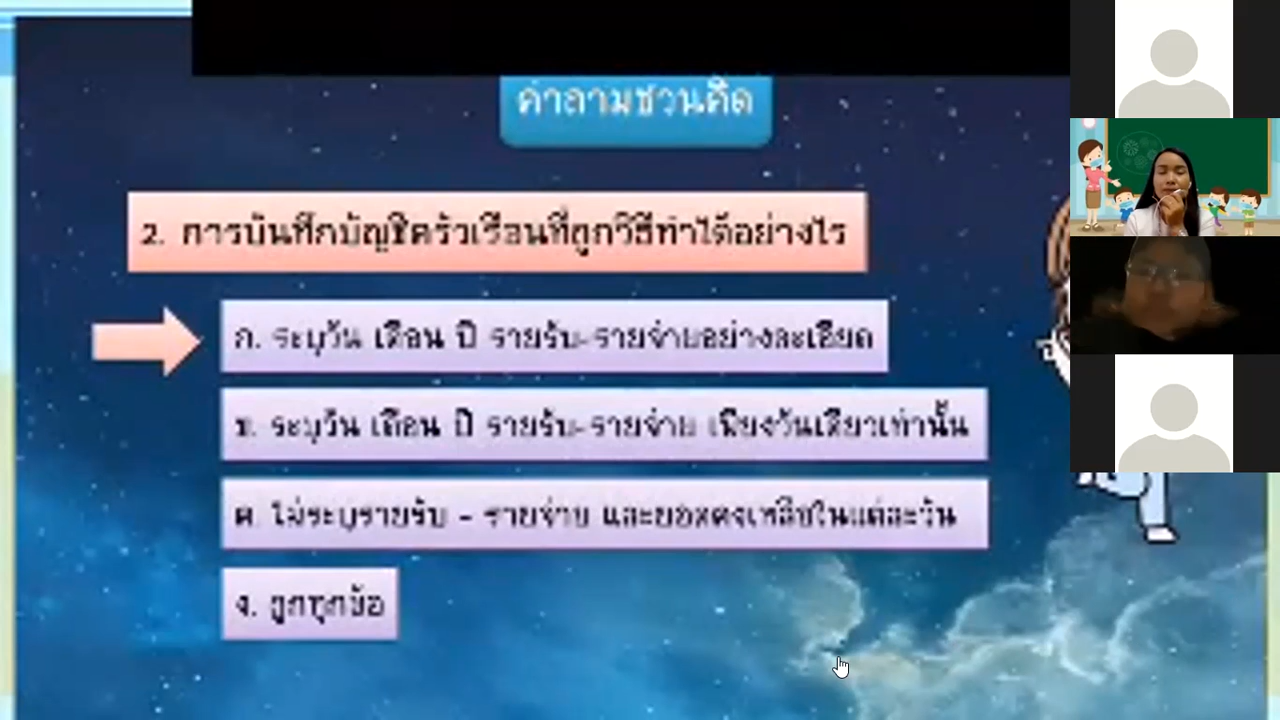 คำถามชวนคิด
2. การบันทึกบัญชีครัวเรือนที่ถูกวิธีทำได้อย่างไร
ก. ระบุวัน เดือน ปี รายรับ-รายจ่ายอย่างละเอียด
ข. ระบุวัน เดือน ปี รายรับ-รายจ่าย เพียงวันเดียวเท่านั้น
ค. ไม่ระบุรายรับ - รายจ่าย และยอดคงเหลือในแต่ละวัน
ง. ถูกทุกข้อ